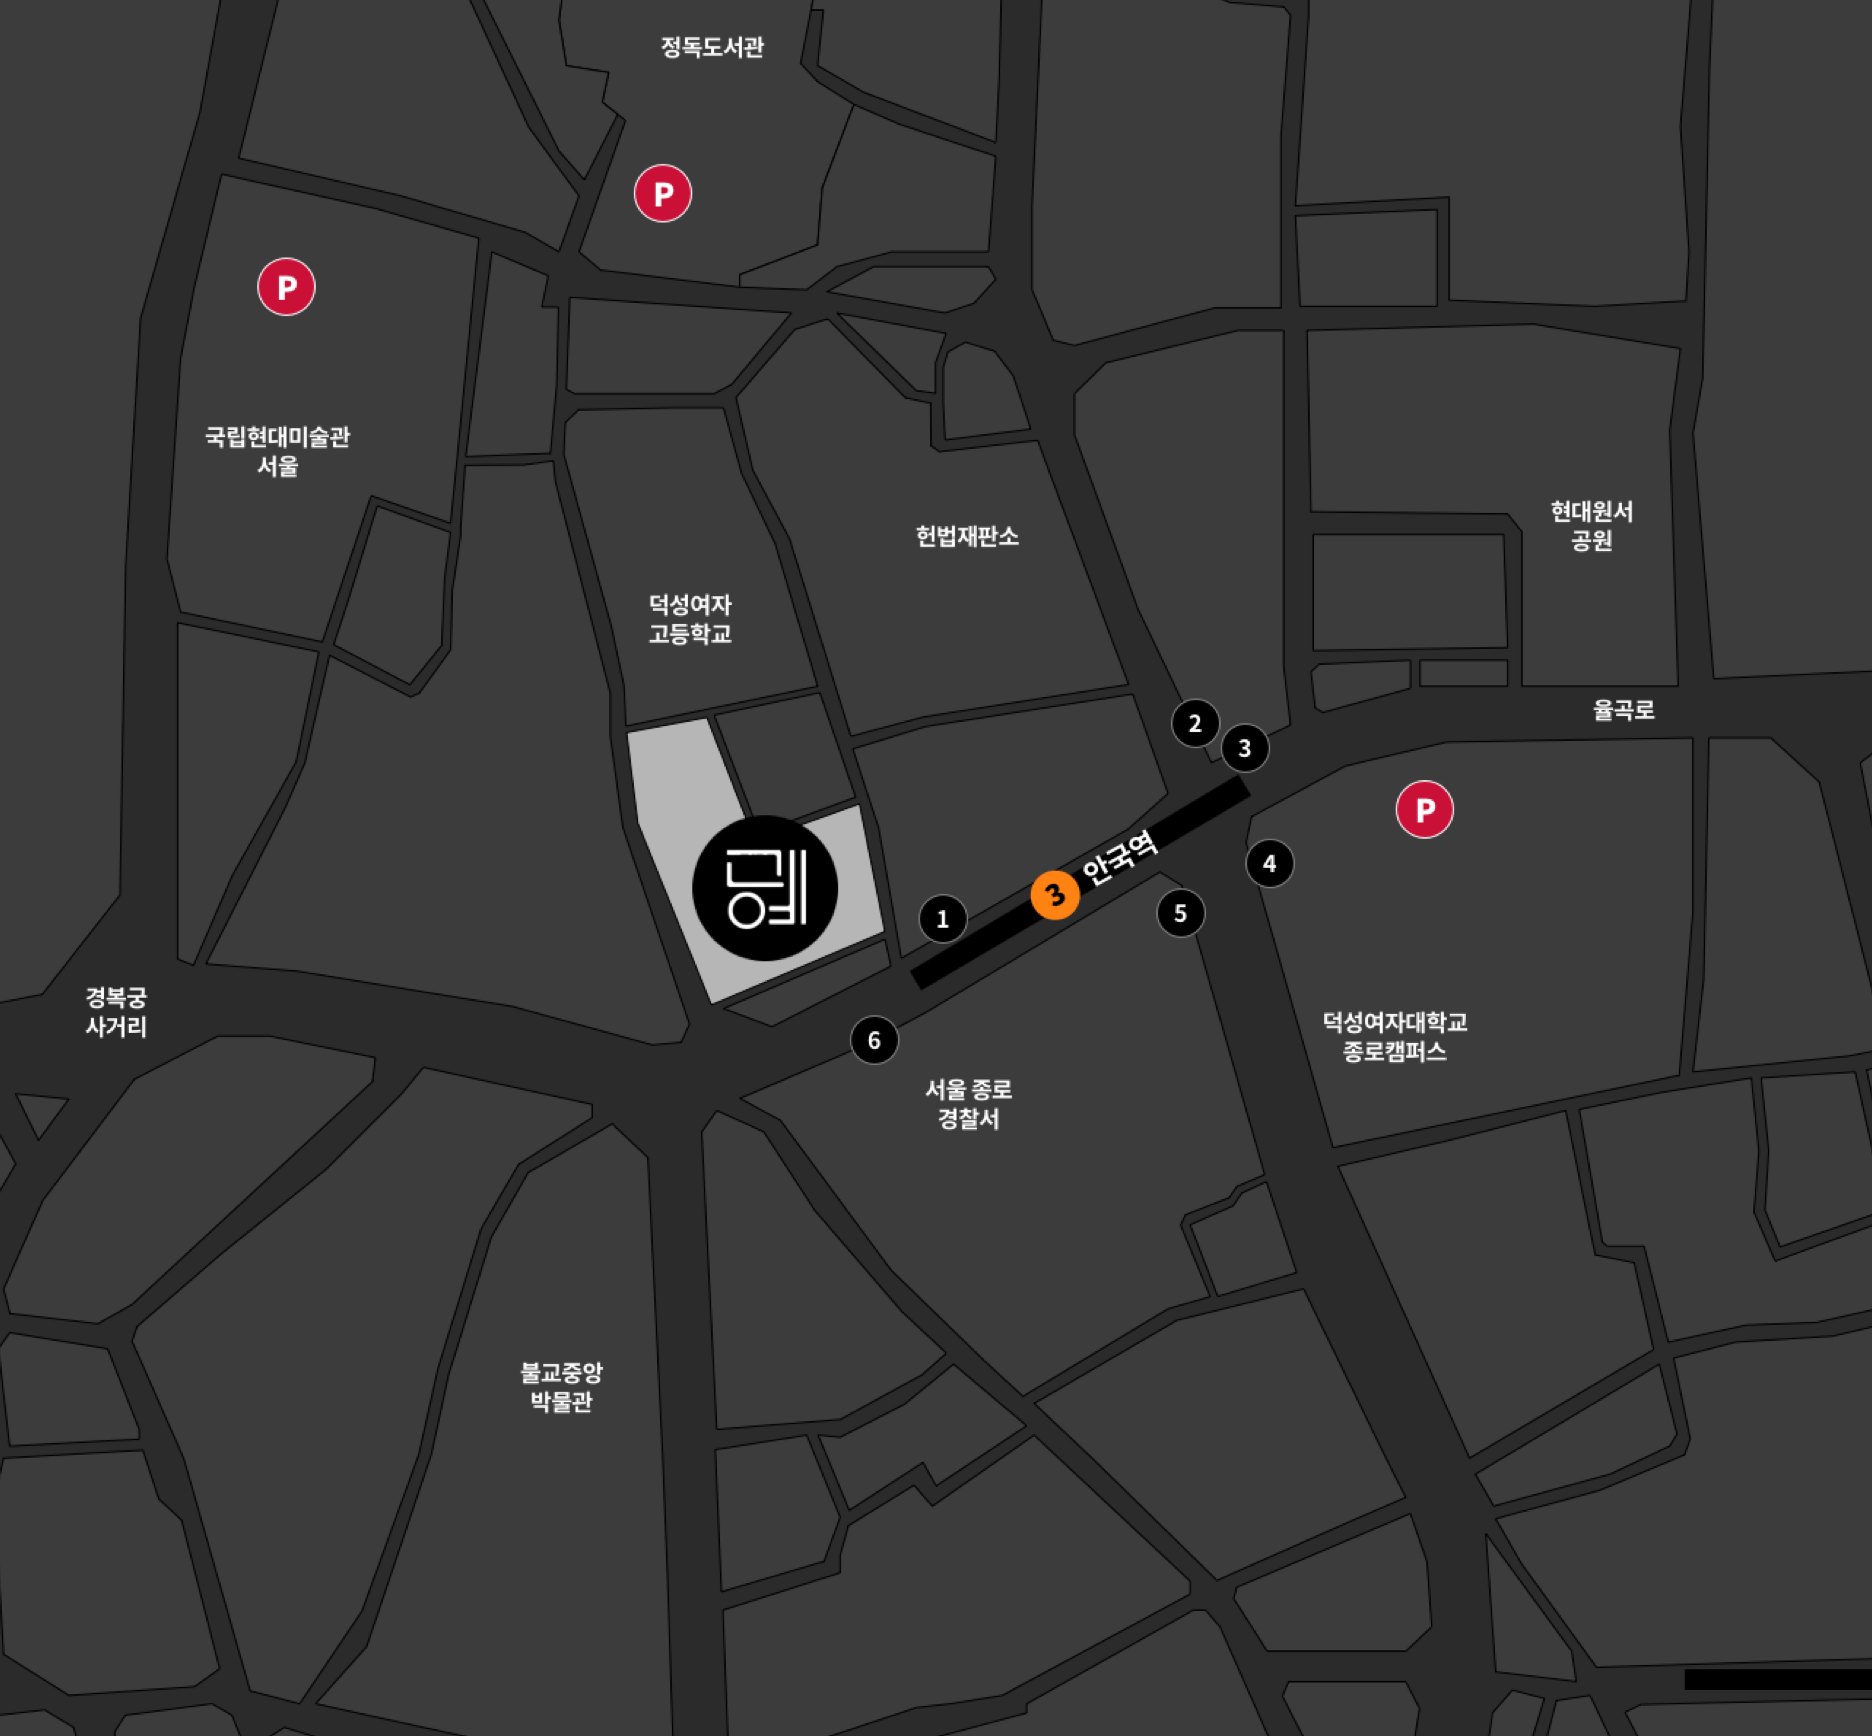 정독도서관
P
P
국립현대미술관
서울
현대원서
공원
헌법재판소
덕성여자
고등학교
율곡로
2
3
P
안국역
3
4
1
5
경복궁
사거리
덕성여자대학교
종로캠퍼스
6
서울 종로
경찰서
불교중앙
박물관